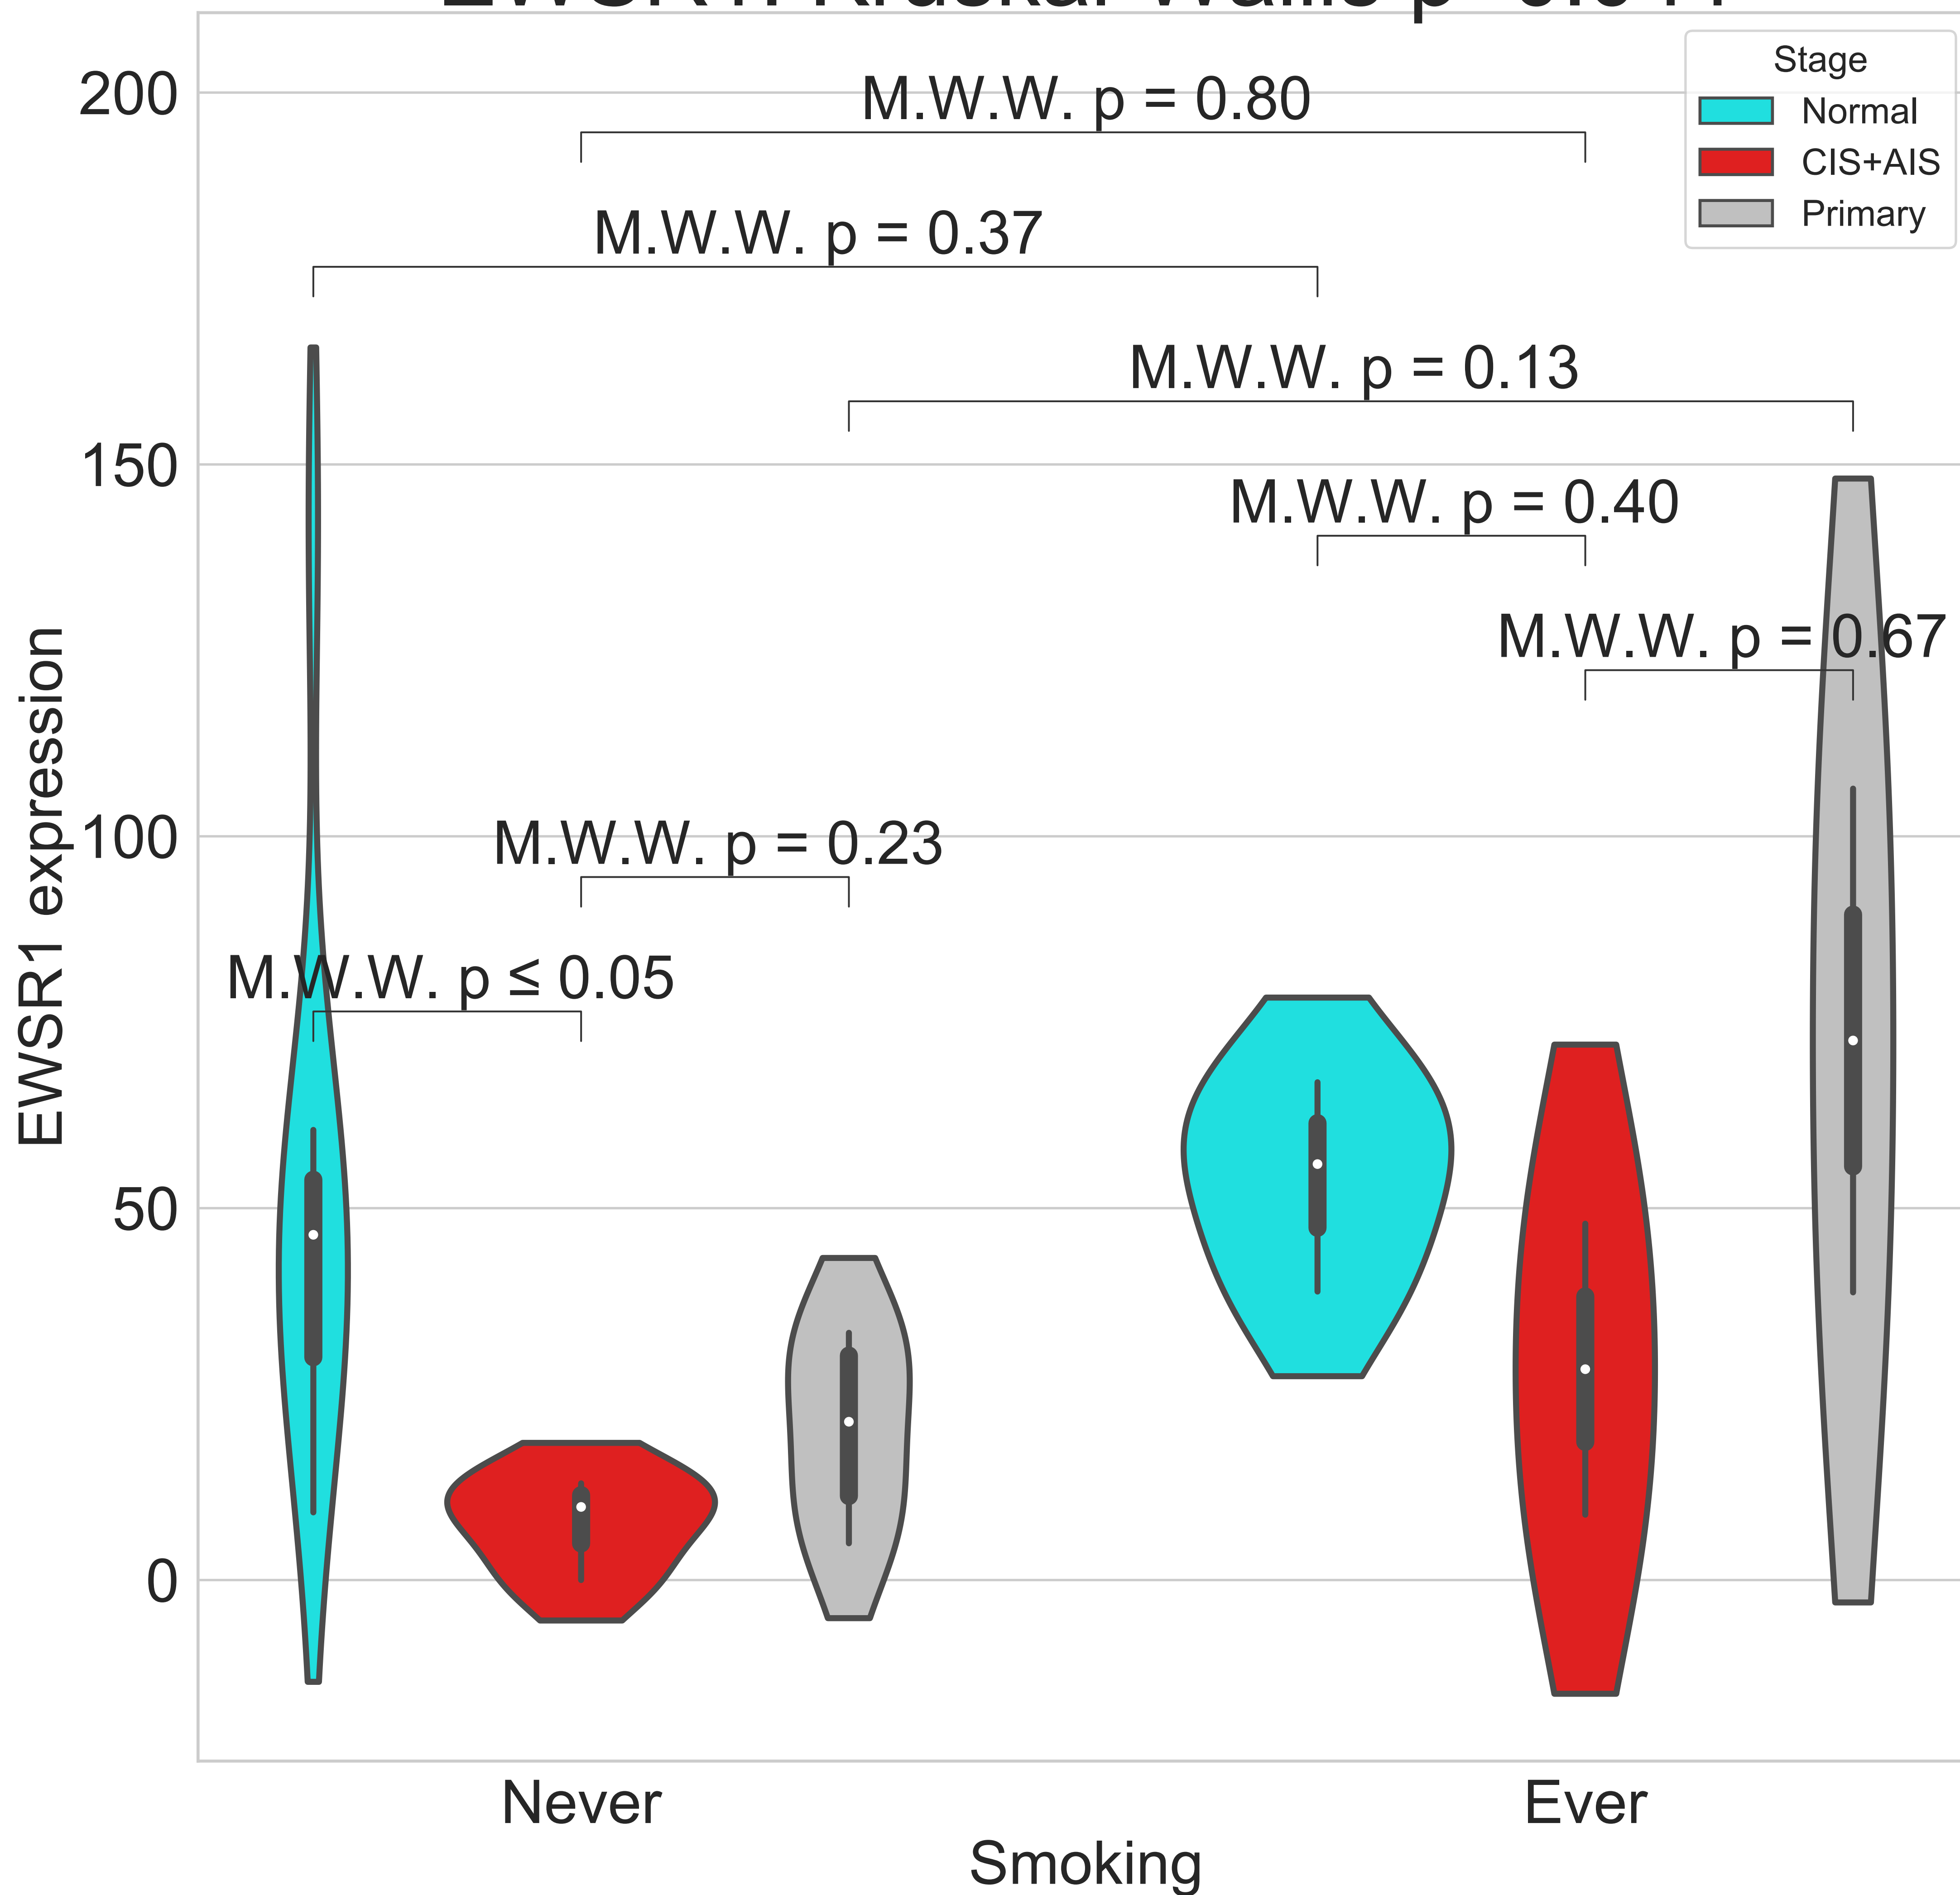 Stage
Normal
CIS+AIS
Primary
200
150
100
50
0
EWSR1 expression
M.W.W. p = 0.80
M.W.W. p = 0.37
M.W.W. p = 0.13
M.W.W. p = 0.40
M.W.W. p = 0.67
M.W.W. p = 0.23
M.W.W. p ≤ 0.05
Never
Ever
Smoking